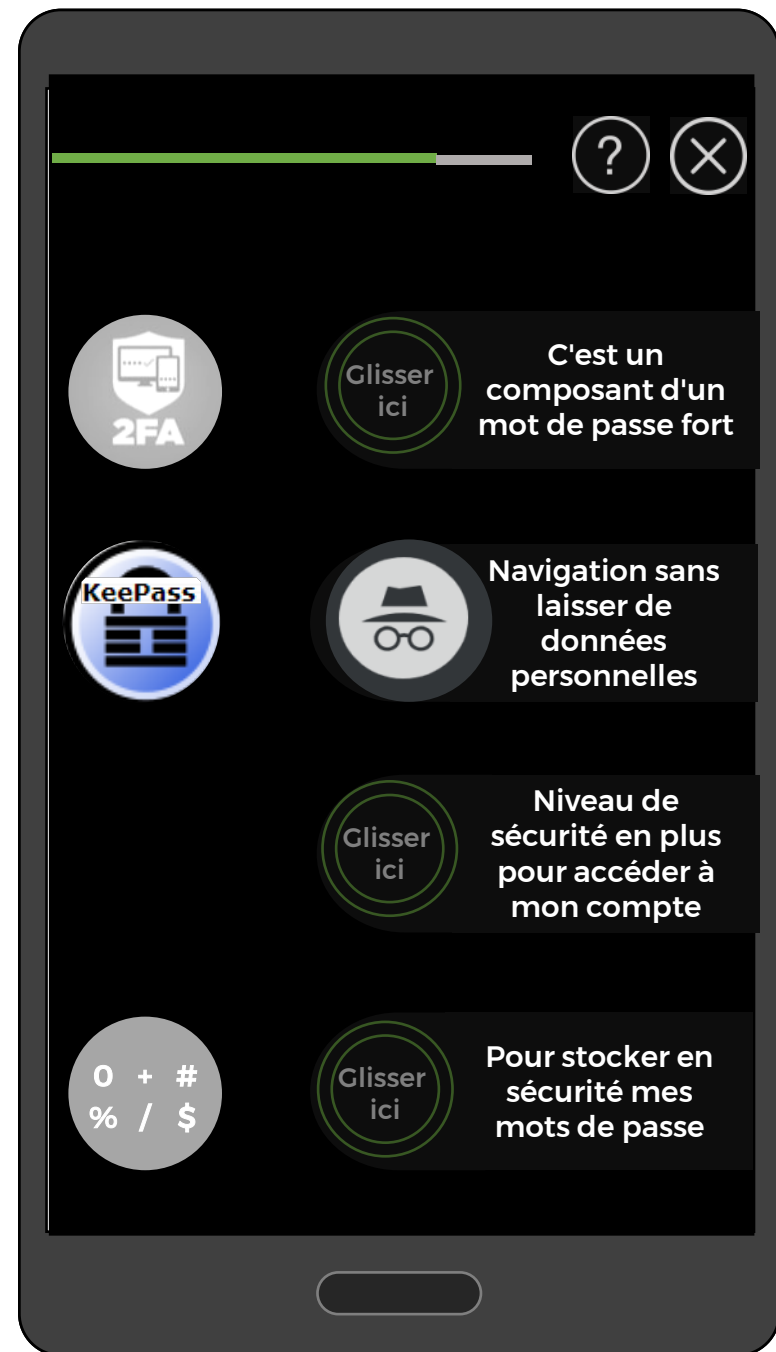 ?
2FA
Glisser
ici
C'est un
composant d'un
mot de passe fort
KeePass
Navigation sans
laisser de
données
personnelles
Glisser
ici
Niveau de
sécurité en plus
pour accéder à
mon compte
0 + #
% / $
Glisser
ici
Pour stocker en
sécurité mes
mots de passe